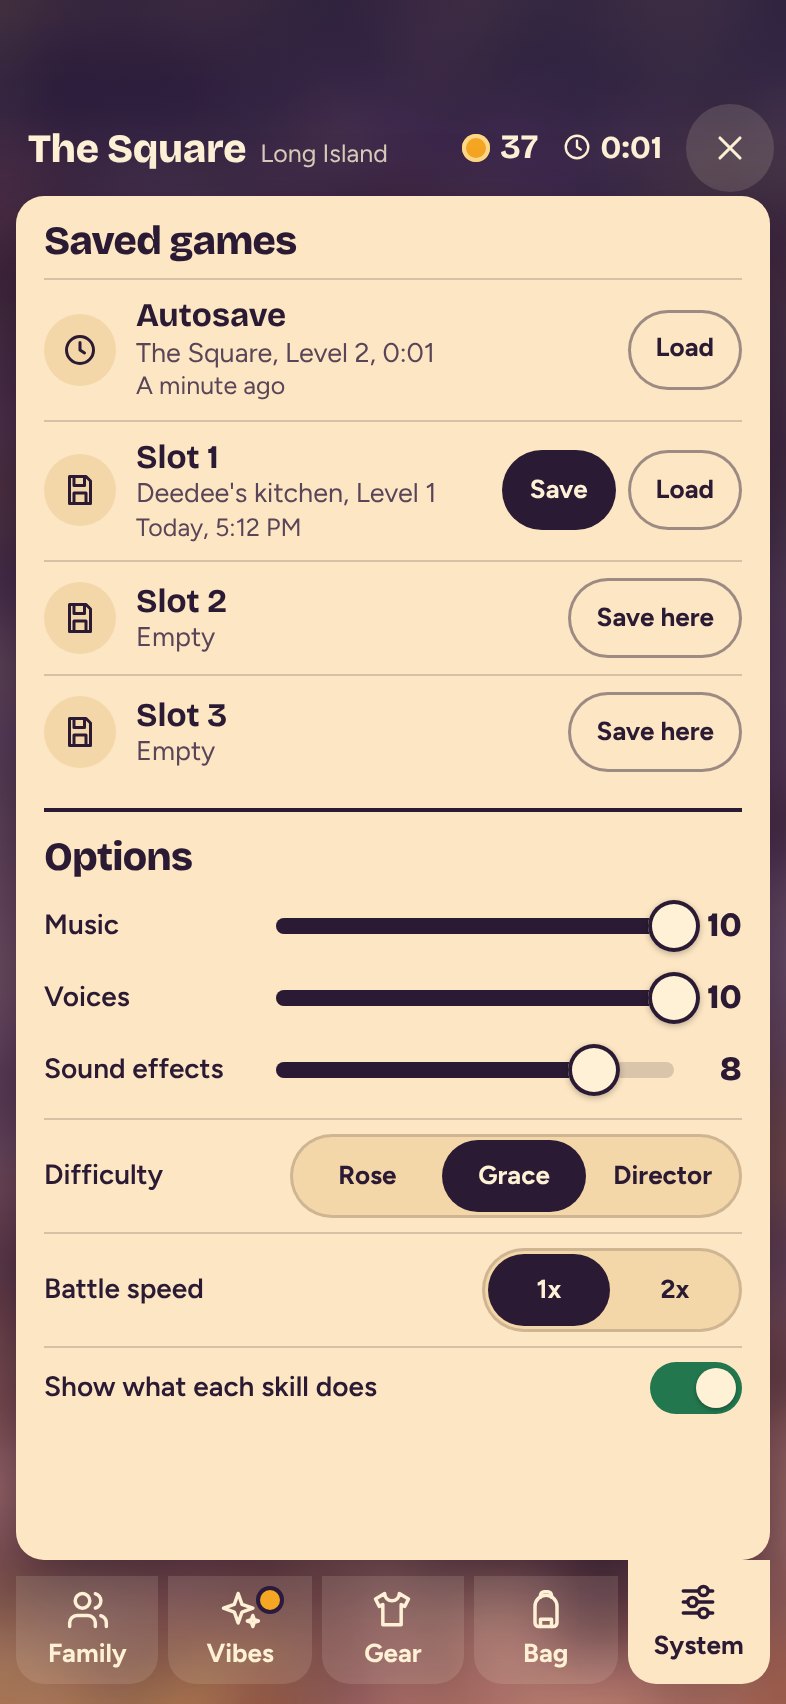 The Square Long Island 37 0:01
Saved games
Autosave
The Square, Level 2, 0:01
A minute ago
Load
Slot 1
Deedee's kitchen, Level 1
Today, 5:12 PM
Save
Load
Slot 2
Empty
Save here
Slot 3
Empty
Save here
Options
Music 10
Voices 10
Sound effects 8
Difficulty Rose Grace Director
Battle speed 1x 2x
Show what each skill does
Family Vibes Gear Bag System